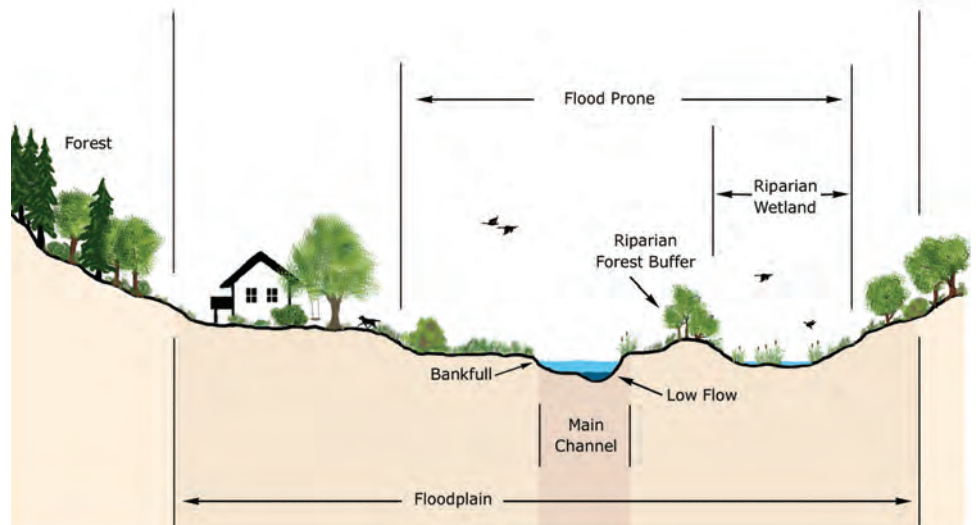 Flood Prone
Forest
Riparian
Wetland
Riparian
Forest Buffer
Bankfull
Low Flow
Main
Channel
Floodplain